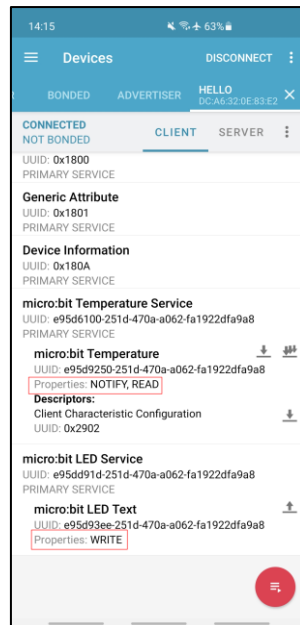 14:15
63%
Devices
DISCONNECT
R
BONDED
ADVERTISER
HELLO
DC:A6:32:0E:83:E2
CONNECTED
NOT BONDED
CLIENT
SERVER
UUID: 0x1800
PRIMARY SERVICE
Generic Attribute
UUID: 0x1801
PRIMARY SERVICE
Device Information
UUID: 0x180A
PRIMARY SERVICE
micro:bit Temperature Service
UUID: e95d6100-251d-470a-a062-fa1922dfa9a8
PRIMARY SERVICE
micro:bit Temperature
UUID: e95d9250-251d-470a-a062-fa1922dfa9a8
Properties: NOTIFY, READ
Descriptors:
Client Characteristic Configuration
UUID: 0x2902
micro:bit LED Service
UUID: e95dd91d-251d-470a-a062-fa1922dfa9a8
PRIMARY SERVICE
micro:bit LED Text
UUID: e95d93ee-251d-470a-a062-fa1922dfa9a8
Properties: WRITE